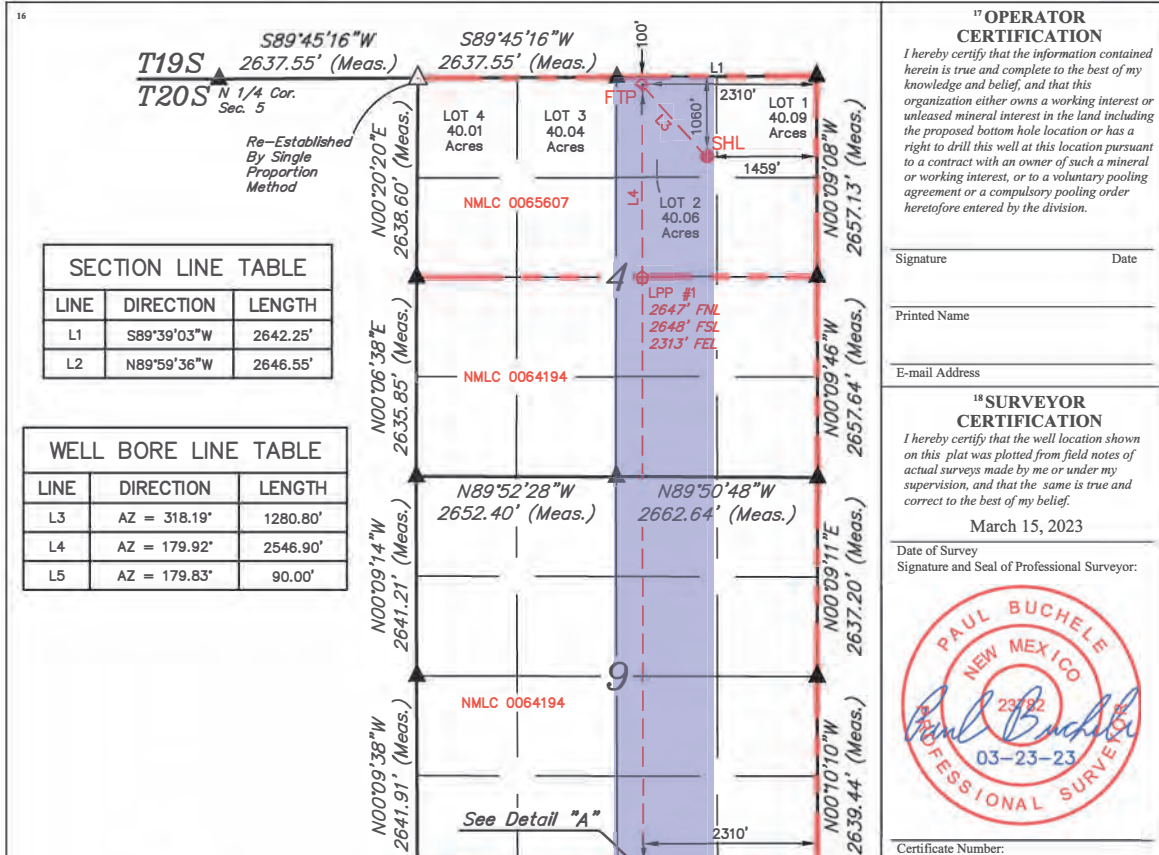 16
S89°45'16"W
2637.55' (Meas.)
S89°45'16"W
2637.55' (Meas.)
100'
T19S
T20S
N 1/4 Cor.
Sec. 5
Re-Established
By Single
Proportion
Method
L1
FTP
2310'
LOT 4
40.01
Acres
LOT 3
40.04
Acres
LOT 1
40.09
Arces
1060'
L3
SHL
1459'
L4
LOT 2
40.06
Acres
NMLC 0065607
N00°20'20"E
2638.60' (Meas.)
N00°09'08"W
2657.13' (Meas.)
4
LPP #1
2647' FNL
2648' FSL
2313' FEL
NMLC 0064194
N00°06'38"E
2635.85' (Meas.)
N00°09'46"W
2657.64' (Meas.)
N89°52'28"W
2652.40' (Meas.)
N89°50'48"W
2662.64' (Meas.)
N00°09'14"W
2641.21' (Meas.)
N00°09'11"E
2637.20' (Meas.)
9
NMLC 0064194
N00°09'38"W
2641.91' (Meas.)
N00°10'10"W
2639.44' (Meas.)
See Detail "A"
2310'
SECTION LINE TABLE
LINE DIRECTION LENGTH
L1 S89°39'03"W 2642.25'
L2 N89°59'36"W 2646.55'
WELL BORE LINE TABLE
LINE DIRECTION LENGTH
L3 AZ = 318.19° 1280.80'
L4 AZ = 179.92° 2546.90'
L5 AZ = 179.83° 90.00'
17 OPERATOR
CERTIFICATION
I hereby certify that the information contained
herein is true and complete to the best of my
knowledge and belief, and that this
organization either owns a working interest or
unleased mineral interest in the land including
the proposed bottom hole location or has a
right to drill this well at this location pursuant
to a contract with an owner of such a mineral
or working interest, or to a voluntary pooling
agreement or a compulsory pooling order
heretofore entered by the division.
Signature Date
Printed Name
E-mail Address
18 SURVEYOR
CERTIFICATION
I hereby certify that the well location shown
on this plat was plotted from field notes of
actual surveys made by me or under my
supervision, and that the same is true and
correct to the best of my belief.
March 15, 2023
Date of Survey
Signature and Seal of Professional Surveyor:
PAUL BUCHELE
NEW MEXICO
23782
Paul Buchele
03-23-23
PROFESSIONAL SURVEYOR
Certificate Number: